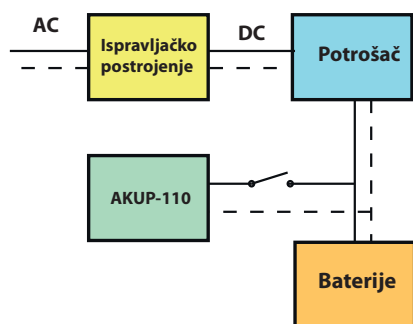 AC
Ispravljačko
postrojenje
DC
Potrošač
AKUP-110
Baterije